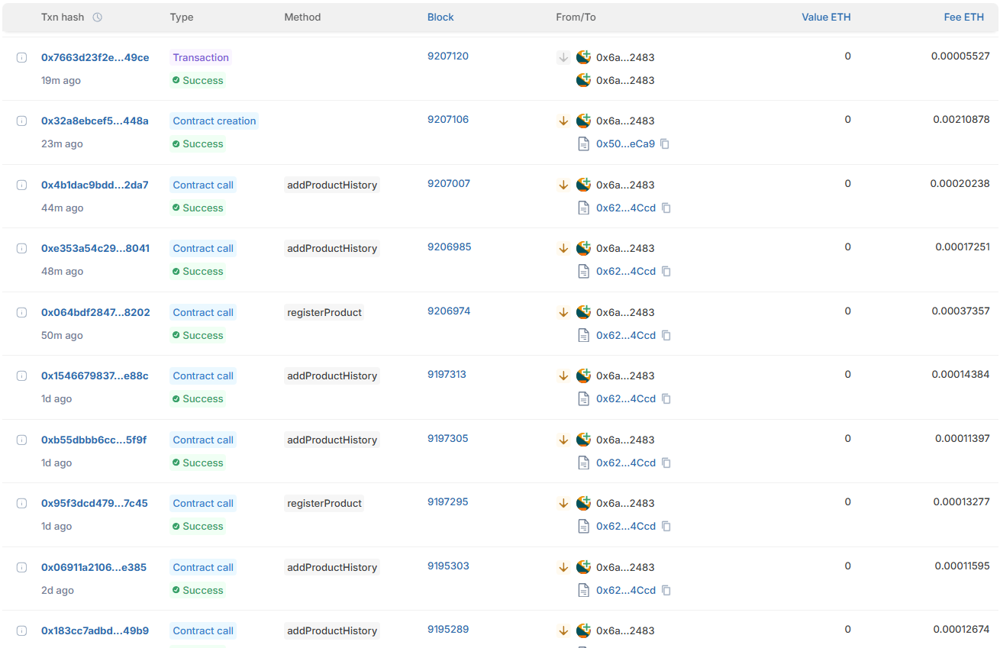 Txn hash Type Method Block From/To Value ETH Fee ETH
0x7663d23f2e...49ce Transaction 9207120 0x6a...2483 0 0.00005527
19m ago Success 0x6a...2483
0x32a8ebcef5...448a Contract creation 9207106 0x6a...2483 0 0.00210878
23m ago Success 0x50...eCa9
0x4b1dac9bdd...2da7 Contract call addProductHistory 9207007 0x6a...2483 0 0.00020238
44m ago Success 0x62...4Ccd
0xe353a54c29...8041 Contract call addProductHistory 9206985 0x6a...2483 0 0.00017251
48m ago Success 0x62...4Ccd
0x064bdf2847...8202 Contract call registerProduct 9206974 0x6a...2483 0 0.00037357
50m ago Success 0x62...4Ccd
0x1546679837...e88c Contract call addProductHistory 9197313 0x6a...2483 0 0.00014384
1d ago Success 0x62...4Ccd
0xb55dbbb6cc...5f9f Contract call addProductHistory 9197305 0x6a...2483 0 0.00011397
1d ago Success 0x62...4Ccd
0x95f3dcd479...7c45 Contract call registerProduct 9197295 0x6a...2483 0 0.00013277
1d ago Success 0x62...4Ccd
0x06911a2106...e385 Contract call addProductHistory 9195303 0x6a...2483 0 0.00011595
2d ago Success 0x62...4Ccd
0x183cc7adbd...49b9 Contract call addProductHistory 9195289 0x6a...2483 0 0.00012674